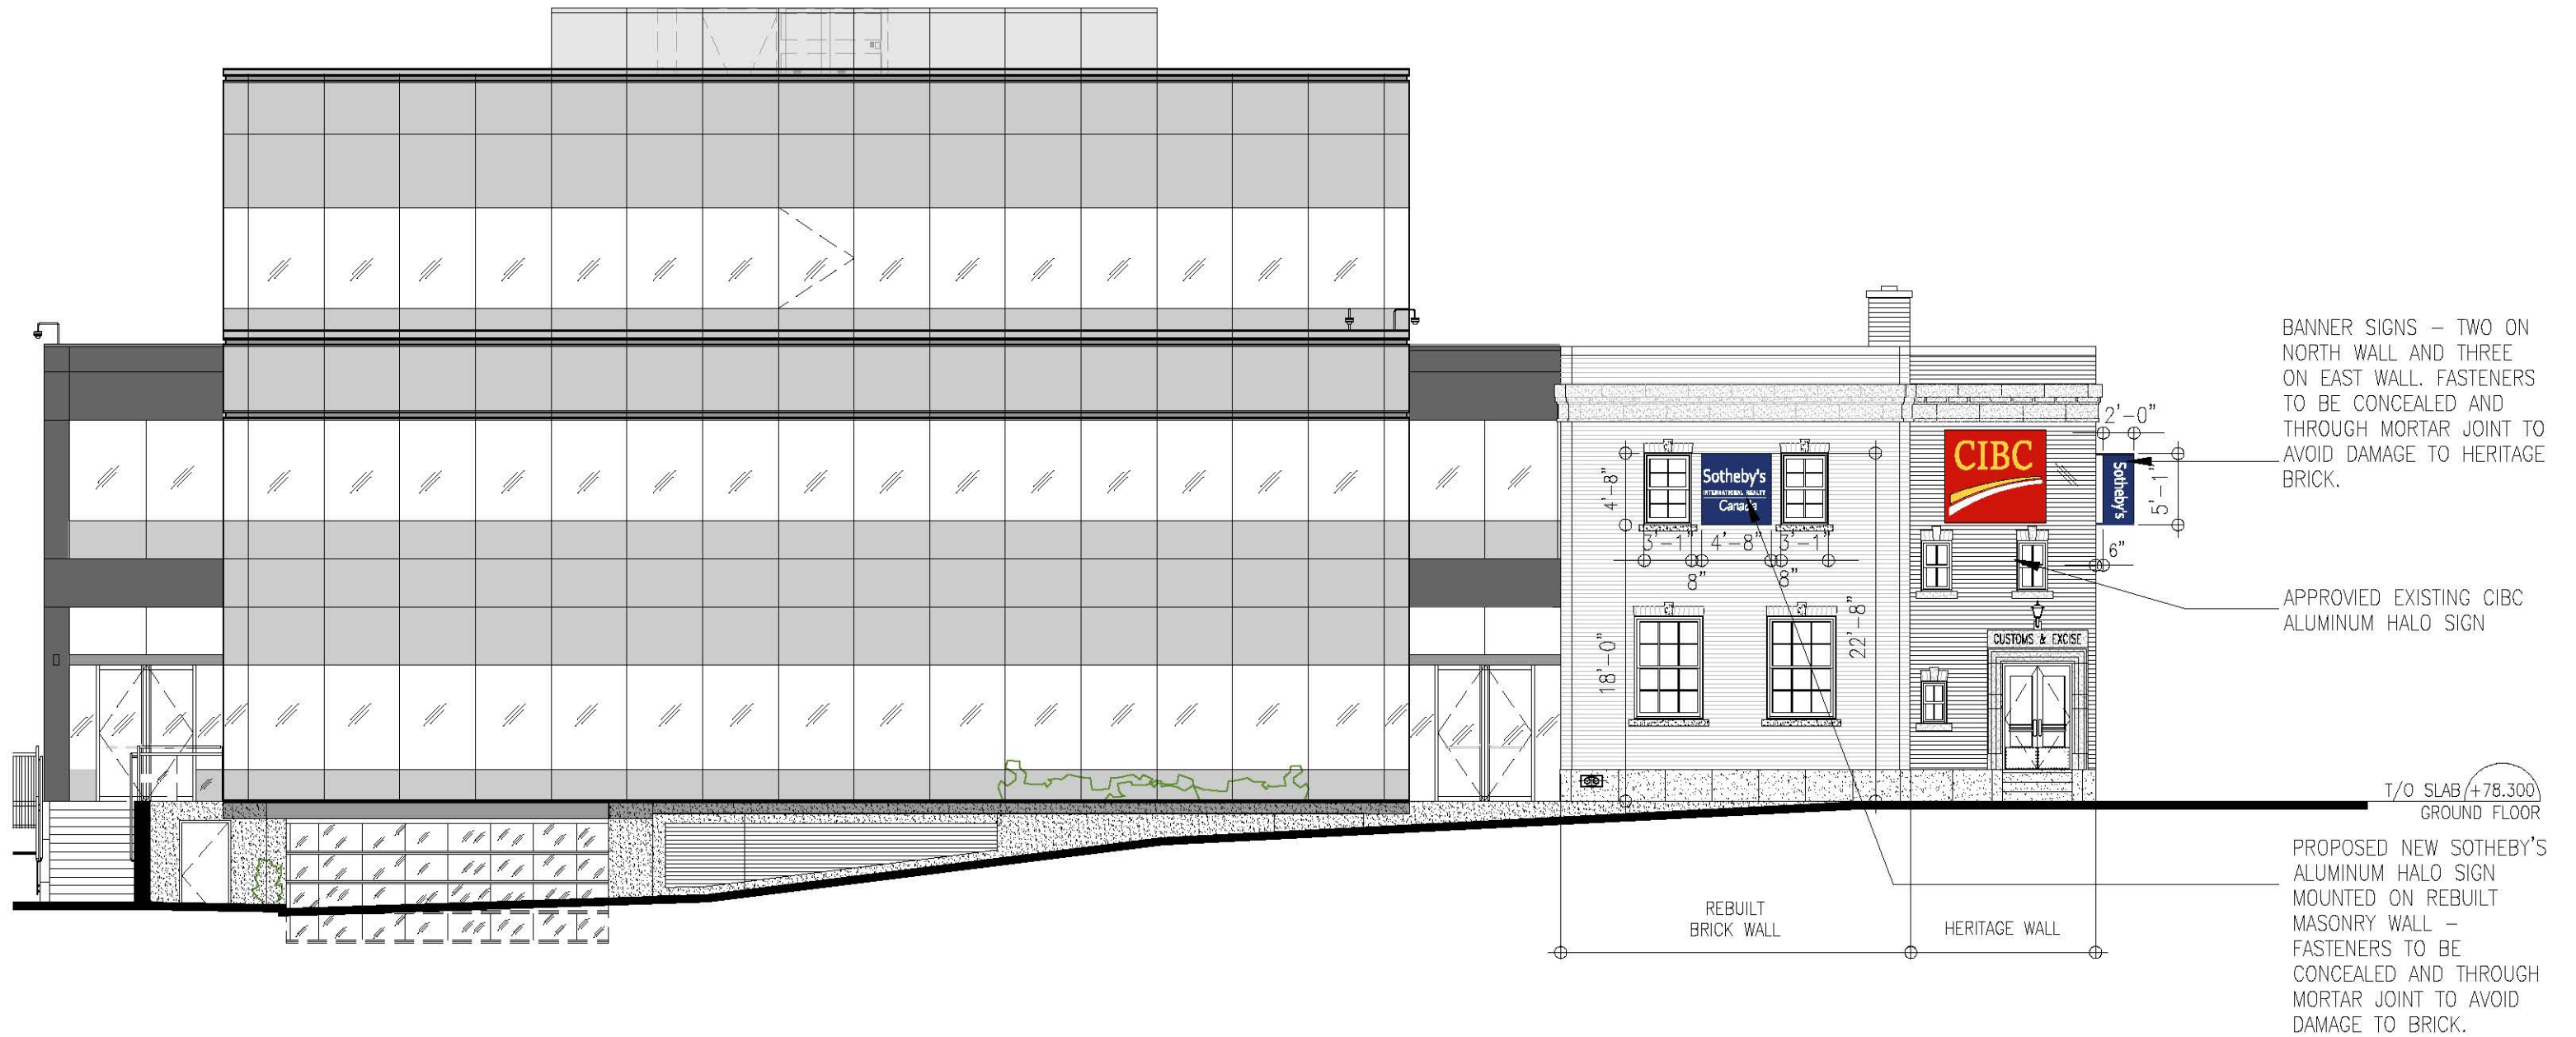 BANNER SIGNS – TWO ON
NORTH WALL AND THREE
ON EAST WALL. FASTENERS
TO BE CONCEALED AND
THROUGH MORTAR JOINT TO
AVOID DAMAGE TO HERITAGE
BRICK.
2'-0"
CIBC
Sotheby's
INTERNATIONAL REALTY
Canada
Sotheby's
4'-8"
5'-1"
3'-1"
4'-8"
3'-1"
6"
8"
8"
APPROVIED EXISTING CIBC
ALUMINUM HALO SIGN
18'-0"
22'-8"
CUSTOMS & EXCISE
T/O SLAB +78.300
GROUND FLOOR
PROPOSED NEW SOTHEBY'S
ALUMINUM HALO SIGN
MOUNTED ON REBUILT
MASONRY WALL –
FASTENERS TO BE
CONCEALED AND THROUGH
MORTAR JOINT TO AVOID
DAMAGE TO BRICK.
REBUILT
BRICK WALL
HERITAGE WALL